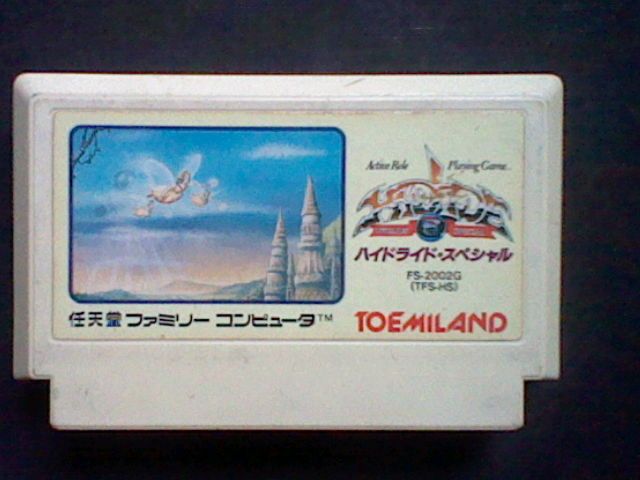 Active Role Playing Game
ハイドライド・スペシャル
FS-2002G
(TFS-HS)
任天堂 ファミリー コンピュータ™
TOEMILAND